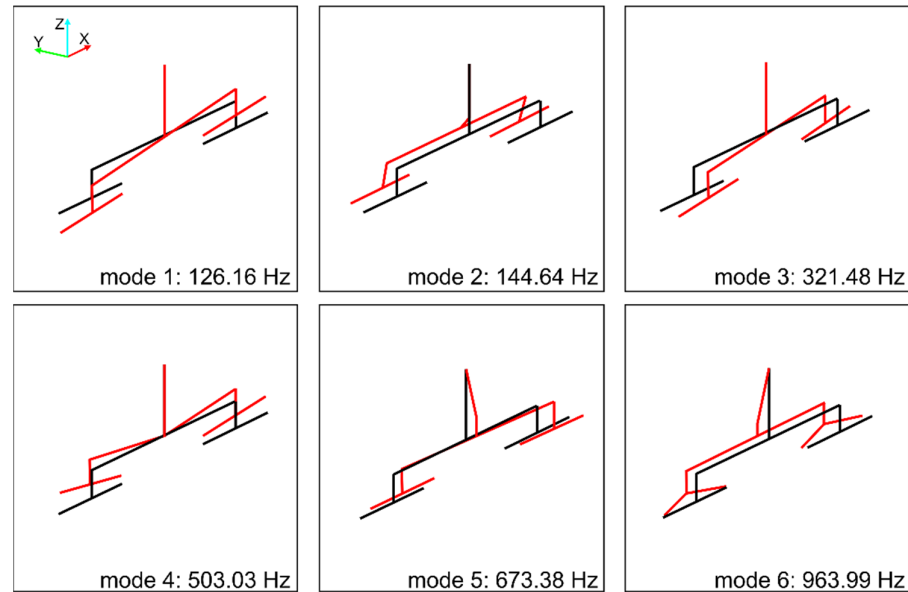 Z
Y
X
mode 1: 126.16 Hz
mode 2: 144.64 Hz
mode 3: 321.48 Hz
mode 4: 503.03 Hz
mode 5: 673.38 Hz
mode 6: 963.99 Hz